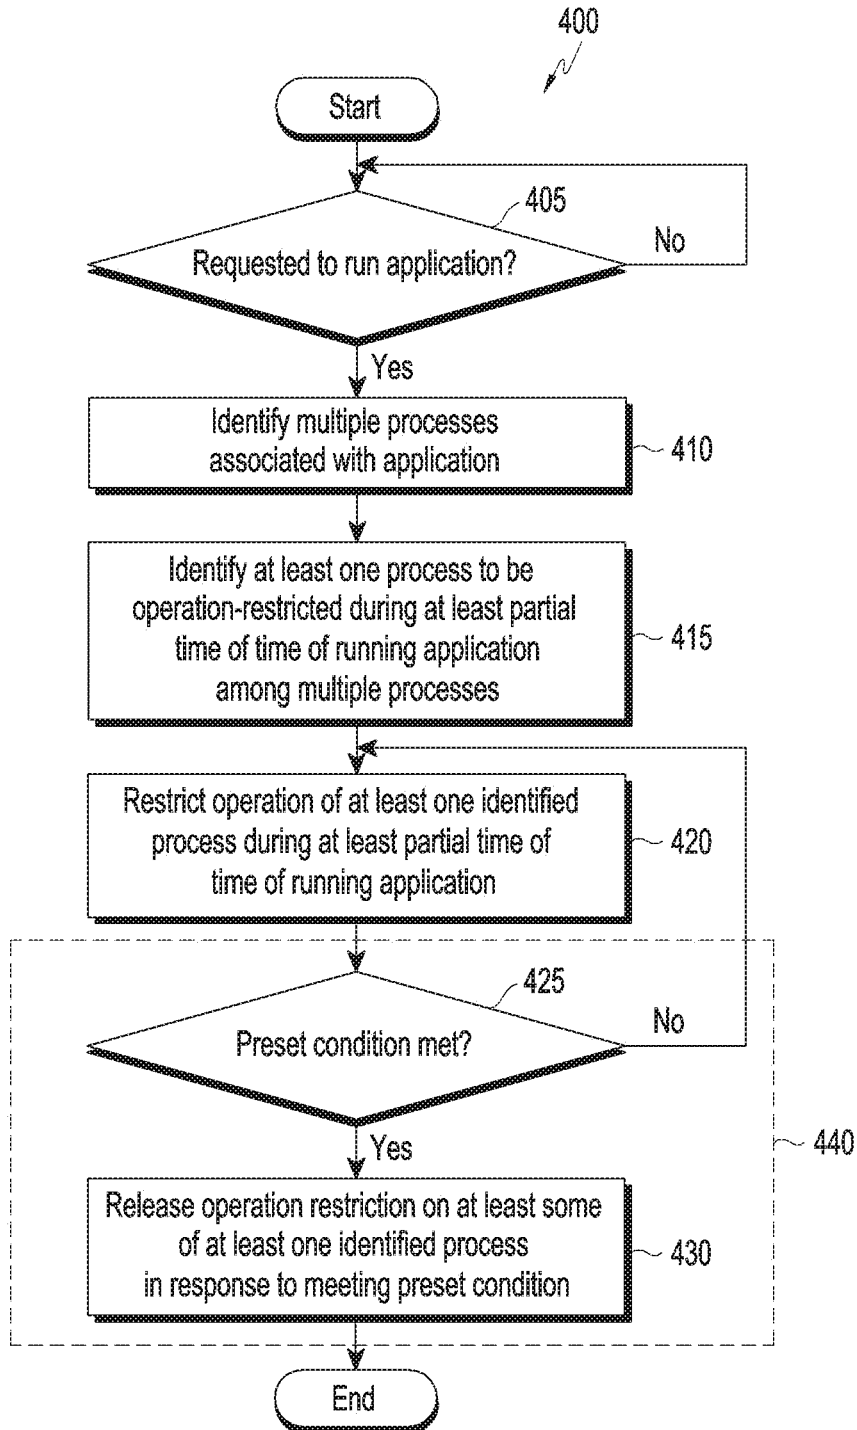 400
Start
405
No
Requested to run application?
Yes
Identify multiple processes
associated with application
410
Identify at least one process to be
operation-restricted during at least partial
time of time of running application
among multiple processes
415
Restrict operation of at least one identified
process during at least partial time of
time of running application
420
425
No
Preset condition met?
440
Yes
Release operation restriction on at least some
of at least one identified process
in response to meeting preset condition
430
End